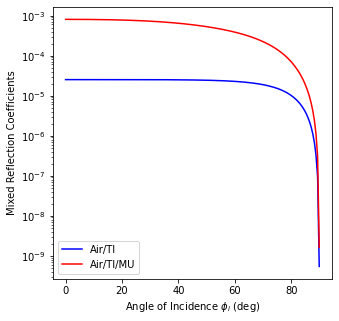 10⁻³
10⁻⁴
10⁻⁵
10⁻⁶
10⁻⁷
10⁻⁸
10⁻⁹
Mixed Reflection Coefficients
Air/TI
Air/TI/MU
0 20 40 60 80
Angle of Incidence ϕᵢ (deg)